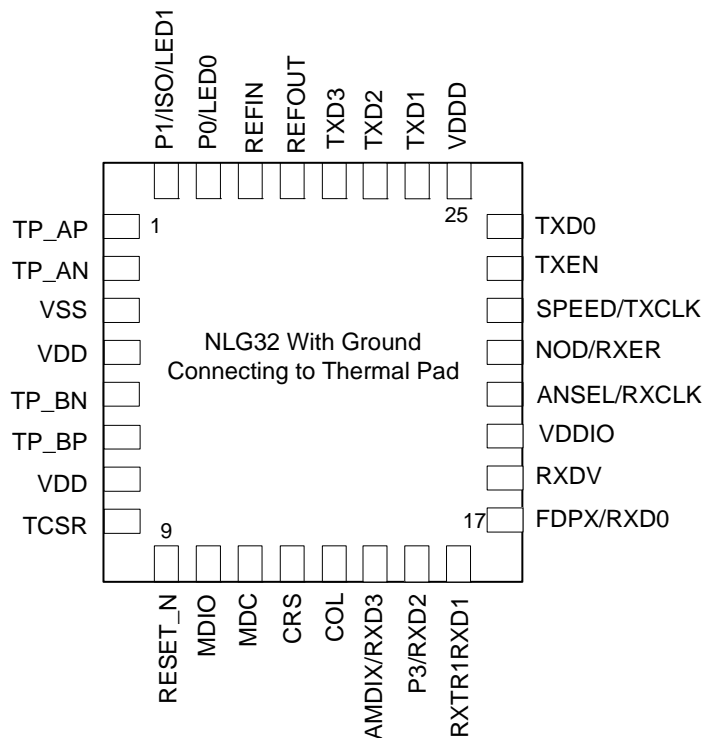 P1/ISO/LED1
P0/LED0
REFIN
REFOUT
TXD3
TXD2
TXD1
VDDD
TP_AP
TP_AN
VSS
VDD
TP_BN
TP_BP
VDD
TCSR
1
25
NLG32 With Ground
Connecting to Thermal Pad
9
17
TXD0
TXEN
SPEED/TXCLK
NOD/RXER
ANSEL/RXCLK
VDDIO
RXDV
FDPX/RXD0
RESET_N
MDIO
MDC
CRS
COL
AMDIX/RXD3
P3/RXD2
RXTR1RXD1